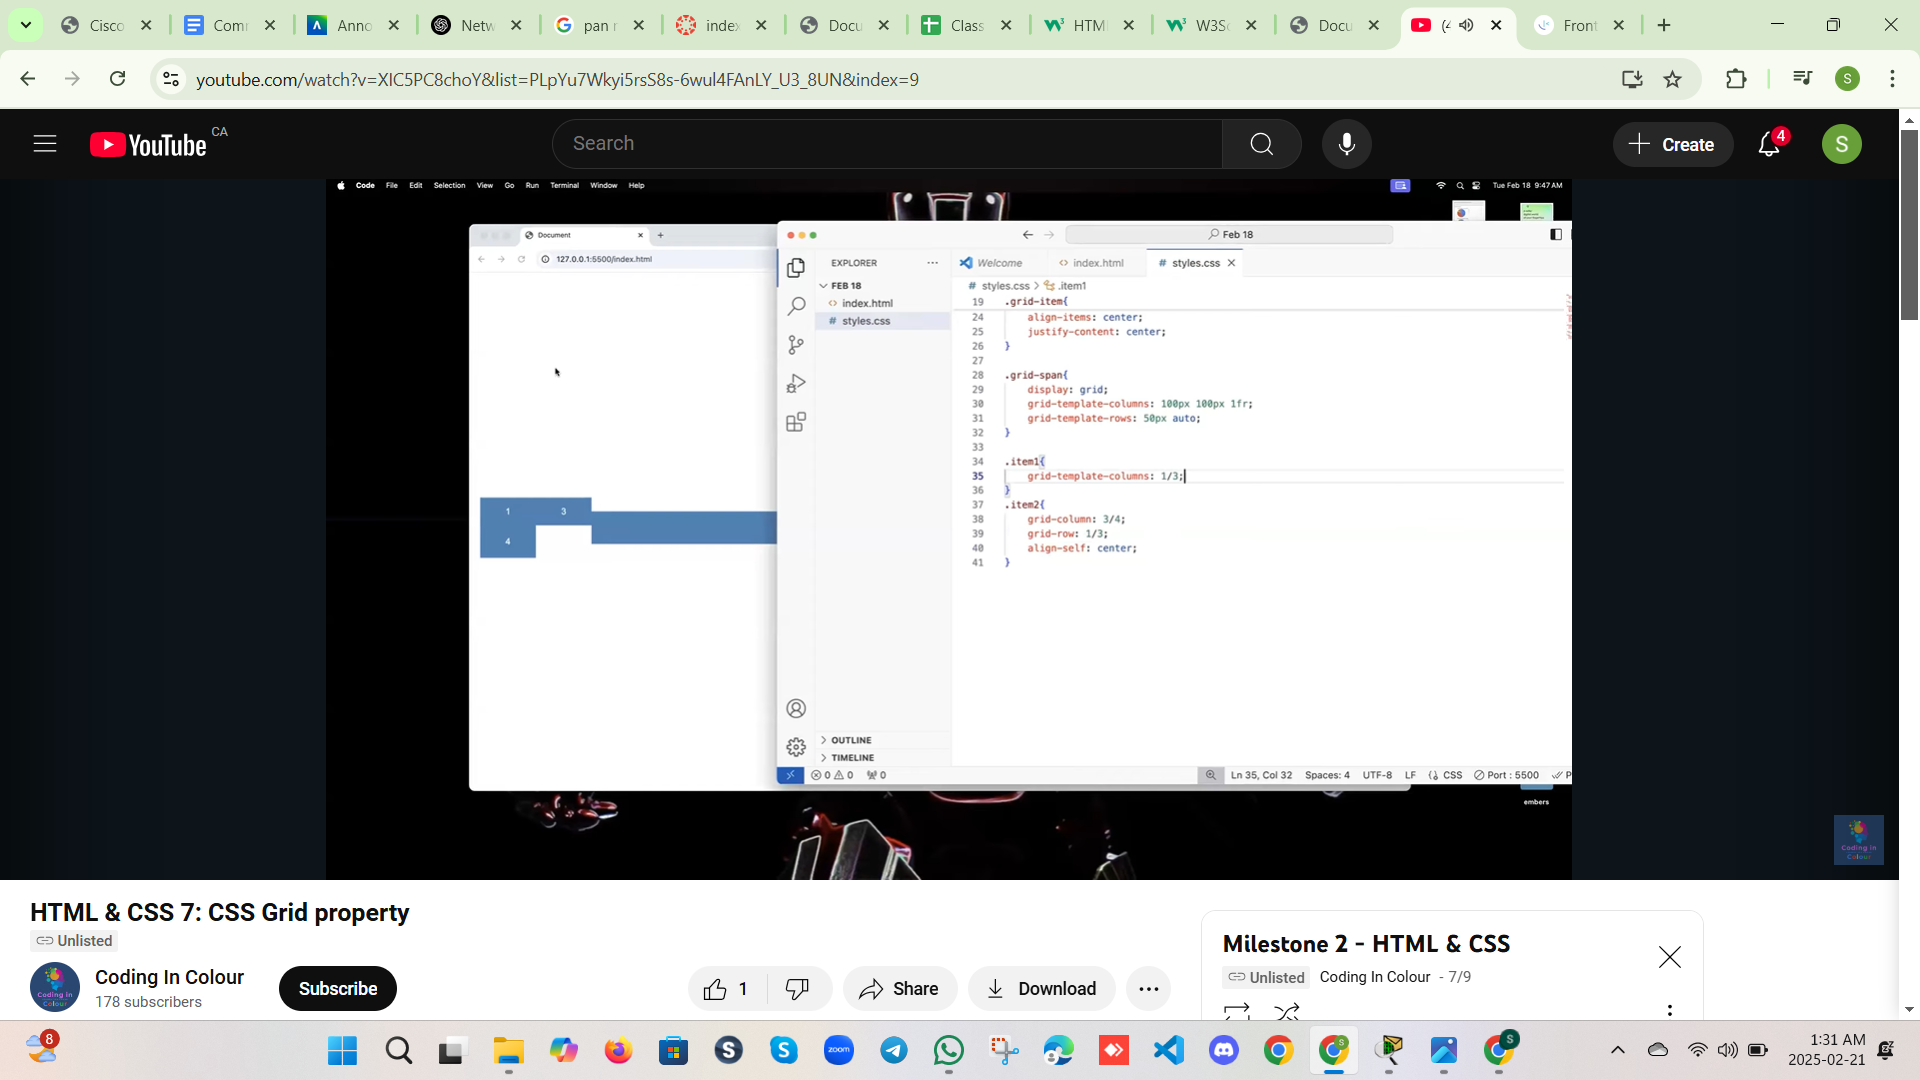 Cisco
Com
Anno
Netw
pan r
index
Docu
Class
HTMl
W3Sc
Docu
(4
Front
youtube.com/watch?v=XIC5PC8choY&list=PLpYu7Wkyi5rsS8s-6wul4FAnLY_U3_8UN&index=9
S
YouTube CA
Search
Create
4
S
Code File Edit Selection View Go Run Terminal Window Help
Tue Feb 18 9:47 AM
Document
127.0.0.1:5500/index.html
1 3
4
Feb 18
EXPLORER
Welcome
index.html
styles.css
FEB 18
index.html
styles.css
styles.css > .item1
19 .grid-item{
24 align-items: center;
25 justify-content: center;
26 }
27
28 .grid-span{
29 display: grid;
30 grid-template-columns: 100px 100px 1fr;
31 grid-template-rows: 50px auto;
32 }
33
34 .item1{
35 grid-template-columns: 1/3;
36 }
37 .item2{
38 grid-column: 3/4;
39 grid-row: 1/3;
40 align-self: center;
41 }
OUTLINE
TIMELINE
0 0 0
Ln 35, Col 32 Spaces: 4 UTF-8 LF CSS Port : 5500 P
embers
Coding In Colour
HTML & CSS 7: CSS Grid property
Unlisted
Coding In Colour
178 subscribers
Subscribe
1
Share
Download
Milestone 2 - HTML & CSS
Unlisted Coding In Colour - 7/9
8
zoom
1:31 AM
2025-02-21